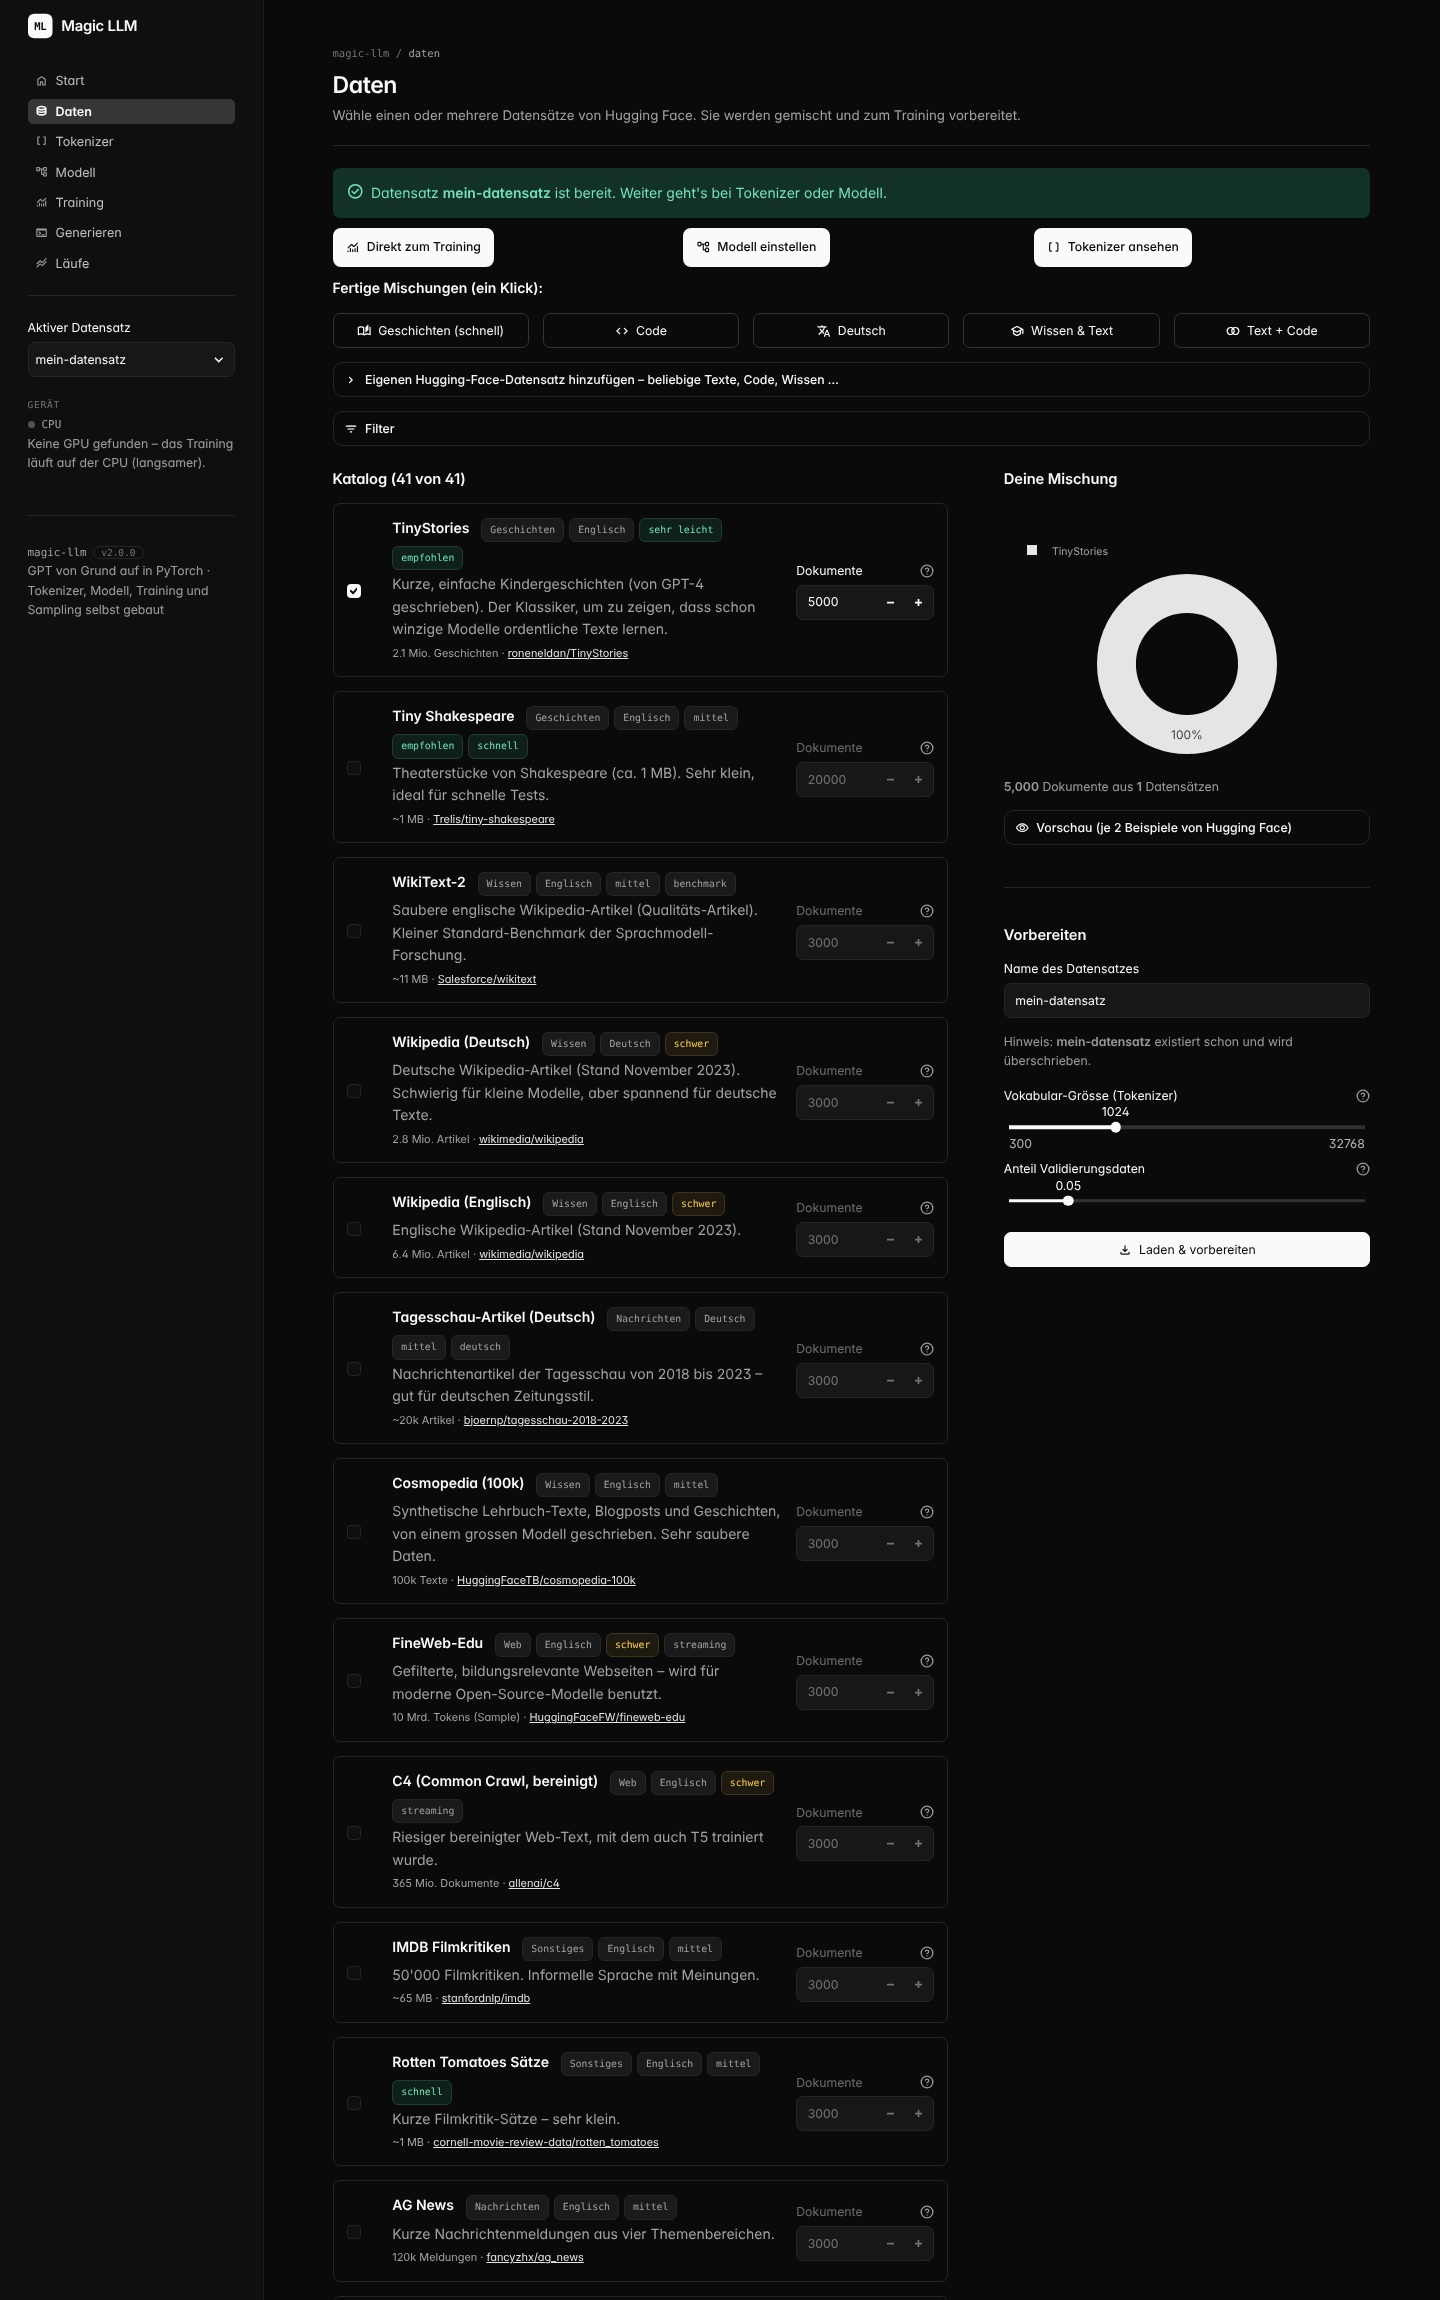 ML Magic LLM
Start
Daten
Tokenizer
Modell
Training
Generieren
Läufe
Aktiver Datensatz
mein-datensatz
GERÄT
CPU
Keine GPU gefunden – das Training
läuft auf der CPU (langsamer).
magic-llm v2.0.0
GPT von Grund auf in PyTorch ·
Tokenizer, Modell, Training und
Sampling selbst gebaut
magic-llm / daten
Daten
Wähle einen oder mehrere Datensätze von Hugging Face. Sie werden gemischt und zum Training vorbereitet.
Datensatz mein-datensatz ist bereit. Weiter geht's bei Tokenizer oder Modell.
Direkt zum Training
Modell einstellen
Tokenizer ansehen
Fertige Mischungen (ein Klick):
Geschichten (schnell)
Code
Deutsch
Wissen & Text
Text + Code
Eigenen Hugging-Face-Datensatz hinzufügen – beliebige Texte, Code, Wissen ...
Filter
Katalog (41 von 41)
TinyStories Geschichten Englisch sehr leicht
empfohlen
Kurze, einfache Kindergeschichten (von GPT-4
geschrieben). Der Klassiker, um zu zeigen, dass schon
winzige Modelle ordentliche Texte lernen.
2.1 Mio. Geschichten · roneneldan/TinyStories
Dokumente
5000
Tiny Shakespeare Geschichten Englisch mittel
empfohlen schnell
Theaterstücke von Shakespeare (ca. 1 MB). Sehr klein,
ideal für schnelle Tests.
~1 MB · Trelis/tiny-shakespeare
Dokumente
20000
WikiText-2 Wissen Englisch mittel benchmark
Saubere englische Wikipedia-Artikel (Qualitäts-Artikel).
Kleiner Standard-Benchmark der Sprachmodell-
Forschung.
~11 MB · Salesforce/wikitext
Dokumente
3000
Wikipedia (Deutsch) Wissen Deutsch schwer
Deutsche Wikipedia-Artikel (Stand November 2023).
Schwierig für kleine Modelle, aber spannend für deutsche
Texte.
2.8 Mio. Artikel · wikimedia/wikipedia
Dokumente
3000
Wikipedia (Englisch) Wissen Englisch schwer
Englische Wikipedia-Artikel (Stand November 2023).
6.4 Mio. Artikel · wikimedia/wikipedia
Dokumente
3000
Tagesschau-Artikel (Deutsch) Nachrichten Deutsch
mittel deutsch
Nachrichtenartikel der Tagesschau von 2018 bis 2023 –
gut für deutschen Zeitungsstil.
~20k Artikel · bjoernp/tagesschau-2018-2023
Dokumente
3000
Cosmopedia (100k) Wissen Englisch mittel
Synthetische Lehrbuch-Texte, Blogposts und Geschichten,
von einem grossen Modell geschrieben. Sehr saubere
Daten.
100k Texte · HuggingFaceTB/cosmopedia-100k
Dokumente
3000
FineWeb-Edu Web Englisch schwer streaming
Gefilterte, bildungsrelevante Webseiten – wird für
moderne Open-Source-Modelle benutzt.
10 Mrd. Tokens (Sample) · HuggingFaceFW/fineweb-edu
Dokumente
3000
C4 (Common Crawl, bereinigt) Web Englisch schwer
streaming
Riesiger bereinigter Web-Text, mit dem auch T5 trainiert
wurde.
365 Mio. Dokumente · allenai/c4
Dokumente
3000
IMDB Filmkritiken Sonstiges Englisch mittel
50'000 Filmkritiken. Informelle Sprache mit Meinungen.
~65 MB · stanfordnlp/imdb
Dokumente
3000
Rotten Tomatoes Sätze Sonstiges Englisch mittel
schnell
Kurze Filmkritik-Sätze – sehr klein.
~1 MB · cornell-movie-review-data/rotten_tomatoes
Dokumente
3000
AG News Nachrichten Englisch mittel
Kurze Nachrichtenmeldungen aus vier Themenbereichen.
120k Meldungen · fancyzhx/ag_news
Dokumente
3000
Deine Mischung
TinyStories
100%
5,000 Dokumente aus 1 Datensätzen
Vorschau (je 2 Beispiele von Hugging Face)
Vorbereiten
Name des Datensatzes
mein-datensatz
Hinweis: mein-datensatz existiert schon und wird
überschrieben.
Vokabular-Grösse (Tokenizer)
1024
300 32768
Anteil Validierungsdaten
0.05
Laden & vorbereiten